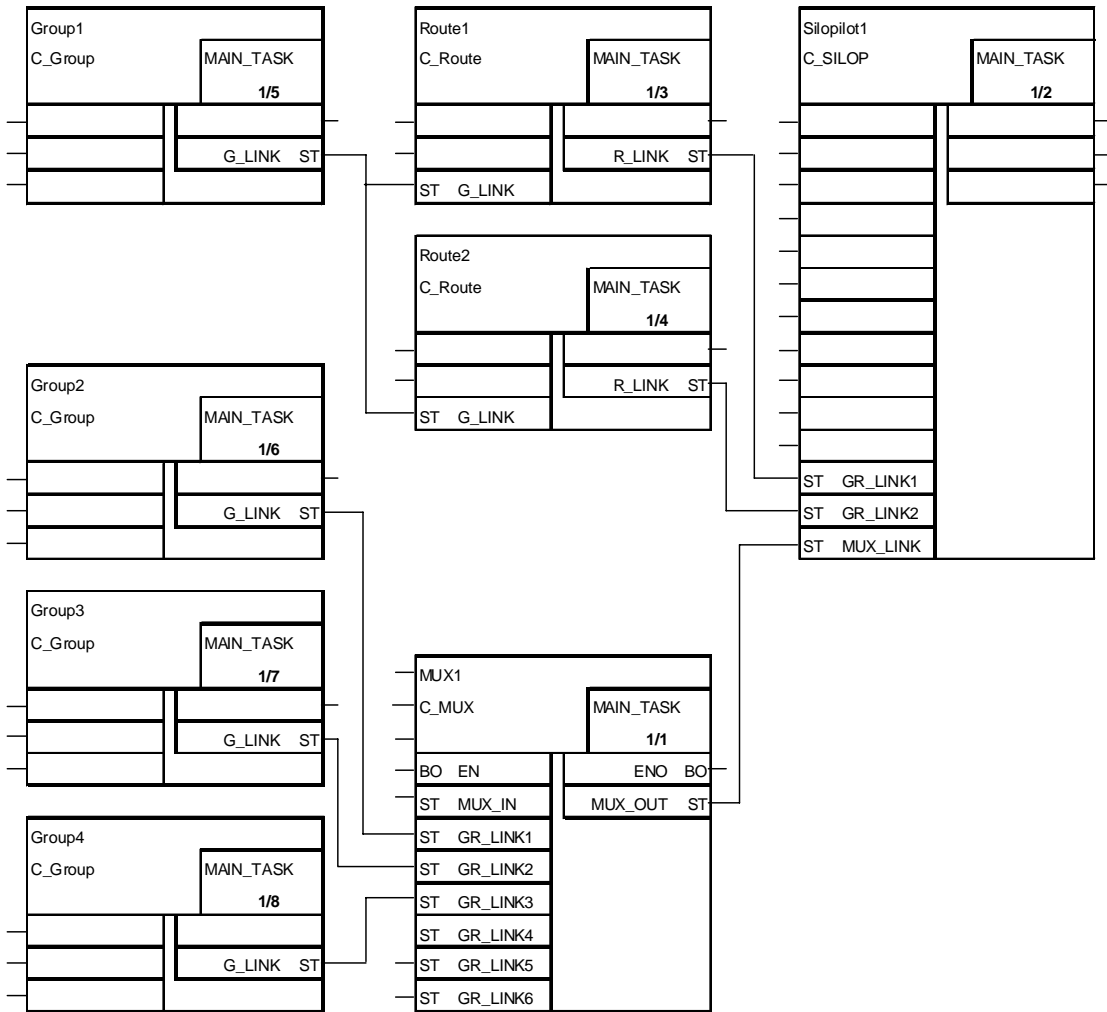 Group1
C_Group MAIN_TASK
1/5
G_LINK ST
Route1
C_Route MAIN_TASK
1/3
R_LINK ST
ST G_LINK
Silopilot1
C_SILOP MAIN_TASK
1/2
ST GR_LINK1
ST GR_LINK2
ST MUX_LINK
Route2
C_Route MAIN_TASK
1/4
R_LINK ST
ST G_LINK
Group2
C_Group MAIN_TASK
1/6
G_LINK ST
Group3
C_Group MAIN_TASK
1/7
G_LINK ST
MUX1
C_MUX MAIN_TASK
1/1
BO EN ENO BO
ST MUX_IN MUX_OUT ST
ST GR_LINK1
ST GR_LINK2
ST GR_LINK3
ST GR_LINK4
ST GR_LINK5
ST GR_LINK6
Group4
C_Group MAIN_TASK
1/8
G_LINK ST